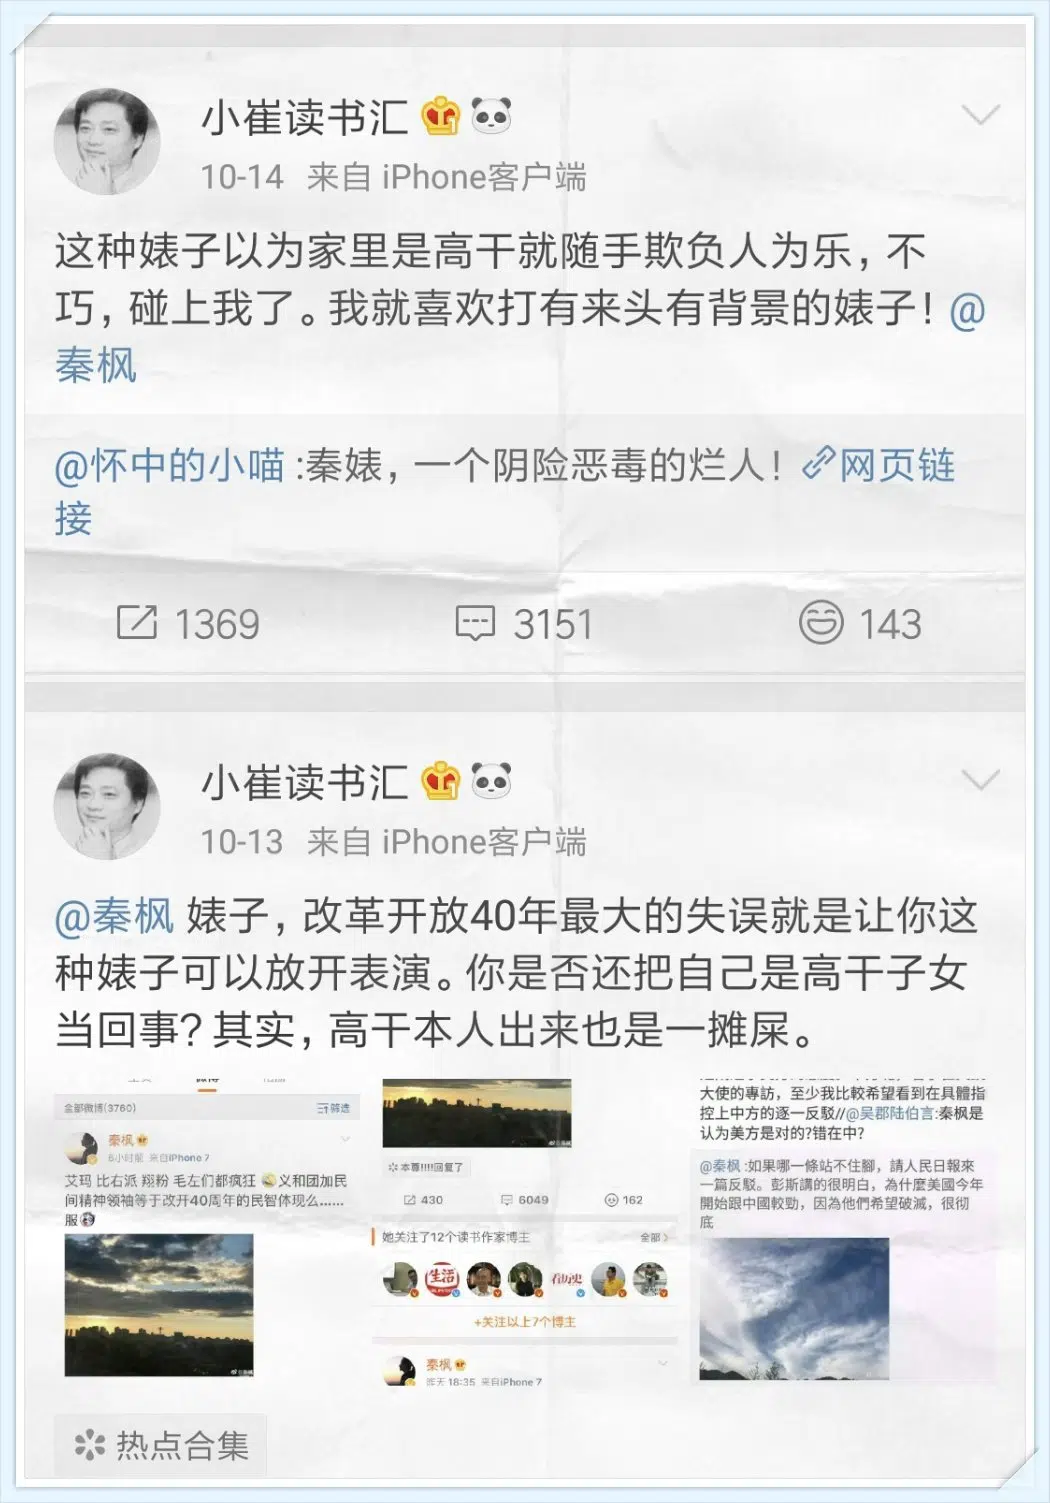 小崔读书汇
10-14 来自 iPhone客户端
这种婊子以为家里是高干就随手欺负人为乐，不
巧，碰上我了。我就喜欢打有来头有背景的婊子！@
秦枫
@怀中的小喵 :秦婊，一个阴险恶毒的烂人！网页链
接
1369
3151
143
小崔读书汇
10-13 来自 iPhone客户端
@秦枫 婊子，改革开放40年最大的失误就是让你这
种婊子可以放开表演。你是否还把自己是高干子女
当回事？其实，高干本人出来也是一摊屎。
全部微博(3760)
筛选
秦枫
6小时前 来自iPhone 7
艾玛 比右派 翔粉 毛左们都疯狂 义和团加民
间精神领袖等于改开40周年的民智体现么……
服
本尊!!!!回复了
430
6049
162
她关注了12个读书作家博主
全部
生活
看历史
+关注以上7个博主
秦枫
昨天 18:35 来自iPhone 7
大使的專訪，至少我比較希望看到在具體指
控上中方的逐一反駁//@吴郡陆伯言:秦枫是
认为美方是对的?错在中?
@秦枫 :如果哪一條站不住腳，請人民日報來
一篇反駁。彭斯講的很明白，為什麼美國今年
開始跟中國較勁，因為他們希望破滅，很彻
底
热点合集